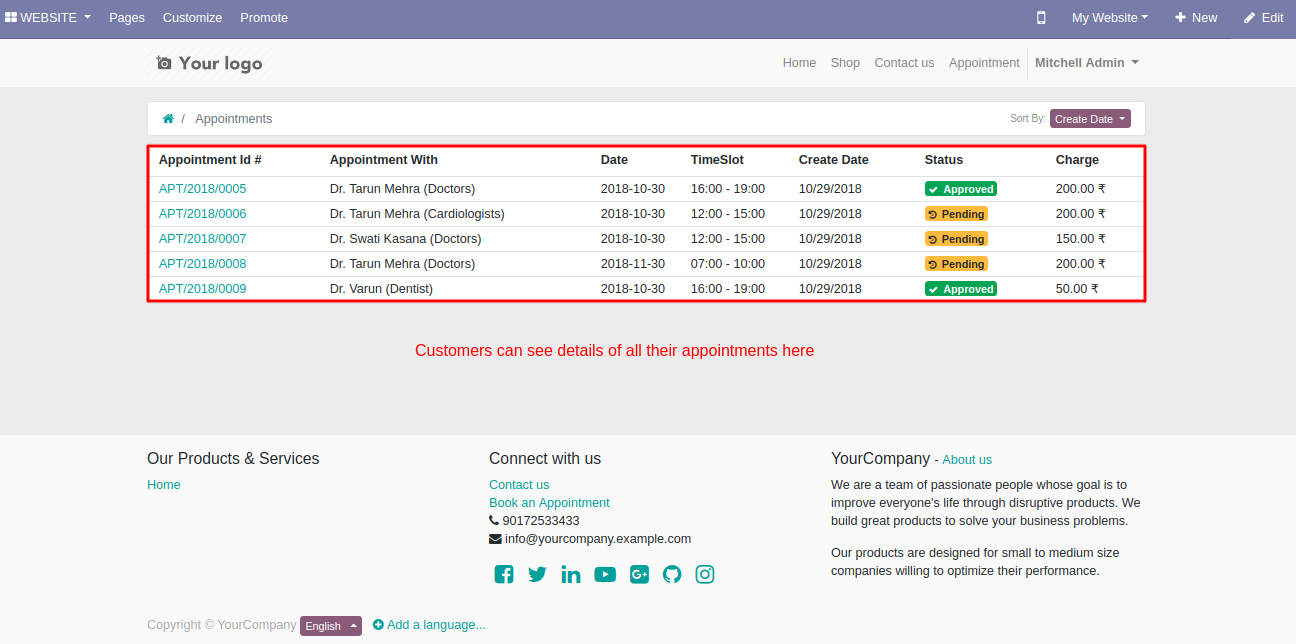 WEBSITE Pages Customize Promote My Website New Edit
Your logo Home Shop Contact us Appointment Mitchell Admin
/ Appointments Sort By: Create Date
Appointment Id # Appointment With Date TimeSlot Create Date Status Charge
APT/2018/0005 Dr. Tarun Mehra (Doctors) 2018-10-30 16:00 - 19:00 10/29/2018 Approved 200.00 ₹
APT/2018/0006 Dr. Tarun Mehra (Cardiologists) 2018-10-30 12:00 - 15:00 10/29/2018 Pending 200.00 ₹
APT/2018/0007 Dr. Swati Kasana (Doctors) 2018-10-30 12:00 - 15:00 10/29/2018 Pending 150.00 ₹
APT/2018/0008 Dr. Tarun Mehra (Doctors) 2018-11-30 07:00 - 10:00 10/29/2018 Pending 200.00 ₹
APT/2018/0009 Dr. Varun (Dentist) 2018-10-30 16:00 - 19:00 10/29/2018 Approved 50.00 ₹
Customers can see details of all their appointments here
Our Products & Services
Home
Connect with us
Contact us
Book an Appointment
90172533433
info@yourcompany.example.com
YourCompany - About us
We are a team of passionate people whose goal is to
improve everyone's life through disruptive products. We
build great products to solve your business problems.
Our products are designed for small to medium size
companies willing to optimize their performance.
Copyright © YourCompany English Add a language...